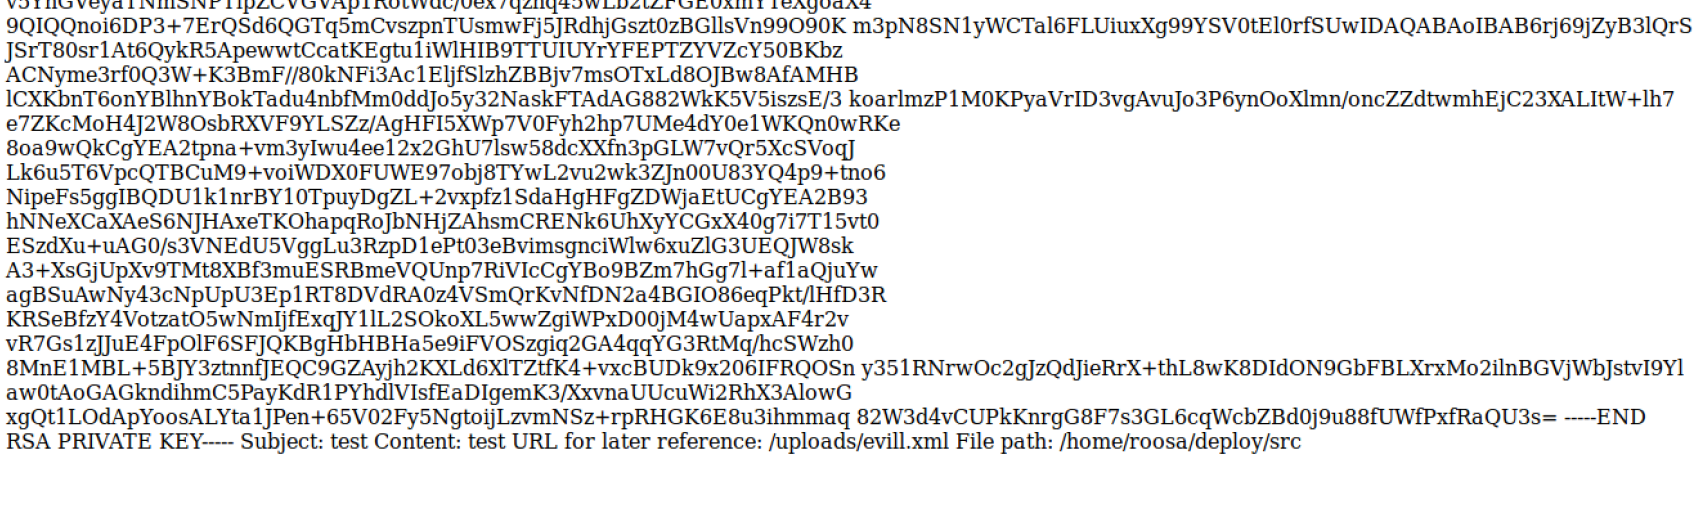 9QIQQnoi6DP3+7ErQSd6QGTq5mCvszpnTUsmwFj5JRdhjGszt0zBGllsVn99O90K m3pN8SN1yWCTal6FLUiuxXg99YSV0tEl0rfSUwIDAQABAoIBAB6rj69jZyB3lQrS
JSrT80sr1At6QykR5ApewwtCcatKEgtu1iWlHIB9TTUIUYrYFEPTZYVZcY50BKbz
ACNyme3rf0Q3W+K3BmF//80kNFi3Ac1EljfSlzhZBBjv7msOTxLd8OJBw8AfAMHB
lCXKbnT6onYBlhnYBokTadu4nbfMm0ddJo5y32NaskFTAdAG882WkK5V5iszsE/3 koarlmzP1M0KPyaVrID3vgAvuJo3P6ynOoXlmn/oncZZdtwmhEjC23XALItW+lh7
e7ZKcMoH4J2W8OsbRXVF9YLSZz/AgHFI5XWp7V0Fyh2hp7UMe4dY0e1WKQn0wRKe
8oa9wQkCgYEA2tpna+vm3yIwu4ee12x2GhU7lsw58dcXXfn3pGLW7vQr5XcSVoqJ
Lk6u5T6VpcQTBCuM9+voiWDX0FUWE97obj8TYwL2vu2wk3ZJn00U83YQ4p9+tno6
NipeFs5ggIBQDU1k1nrBY10TpuyDgZL+2vxpfz1SdaHgHFgZDWjaEtUCgYEA2B93
hNNeXCaXAeS6NJHAxeTKOhapqRoJbNHjZAhsmCRENk6UhXyYCGxX40g7i7T15vt0
ESzdXu+uAG0/s3VNEdU5VggLu3RzpD1ePt03eBvimsgnciWlw6xuZlG3UEQJW8sk
A3+XsGjUpXv9TMt8XBf3muESRBmeVQUnp7RiVIcCgYBo9BZm7hGg7l+af1aQjuYw
agBSuAwNy43cNpUpU3Ep1RT8DVdRA0z4VSmQrKvNfDN2a4BGIO86eqPkt/lHfD3R
KRSeBfzY4VotzatO5wNmIjfExqJY1lL2SOkoXL5wwZgiWPxD00jM4wUapxAF4r2v
vR7Gs1zJJuE4FpOlF6SFJQKBgHbHBHa5e9iFVOSzgiq2GA4qqYG3RtMq/hcSWzh0
8MnE1MBL+5BJY3ztnnfJEQC9GZAyjh2KXLd6XlTZtfK4+vxcBUDk9x206IFRQOSn y351RNrwOc2gJzQdJieRrX+thL8wK8DIdON9GbFBLXrxMo2ilnBGVjWbJstvI9Yl
aw0tAoGAGkndihmC5PayKdR1PYhdlVIsfEaDIgemK3/XxvnaUUcuWi2RhX3AlowG
xgQt1LOdApYoosALYta1JPen+65V02Fy5NgtoijLzvmNSz+rpRHGK6E8u3ihmmaq 82W3d4vCUPkKnrgG8F7s3GL6cqWcbZBd0j9u88fUWfPxfRaQU3s= -----END
RSA PRIVATE KEY----- Subject: test Content: test URL for later reference: /uploads/evill.xml File path: /home/roosa/deploy/src